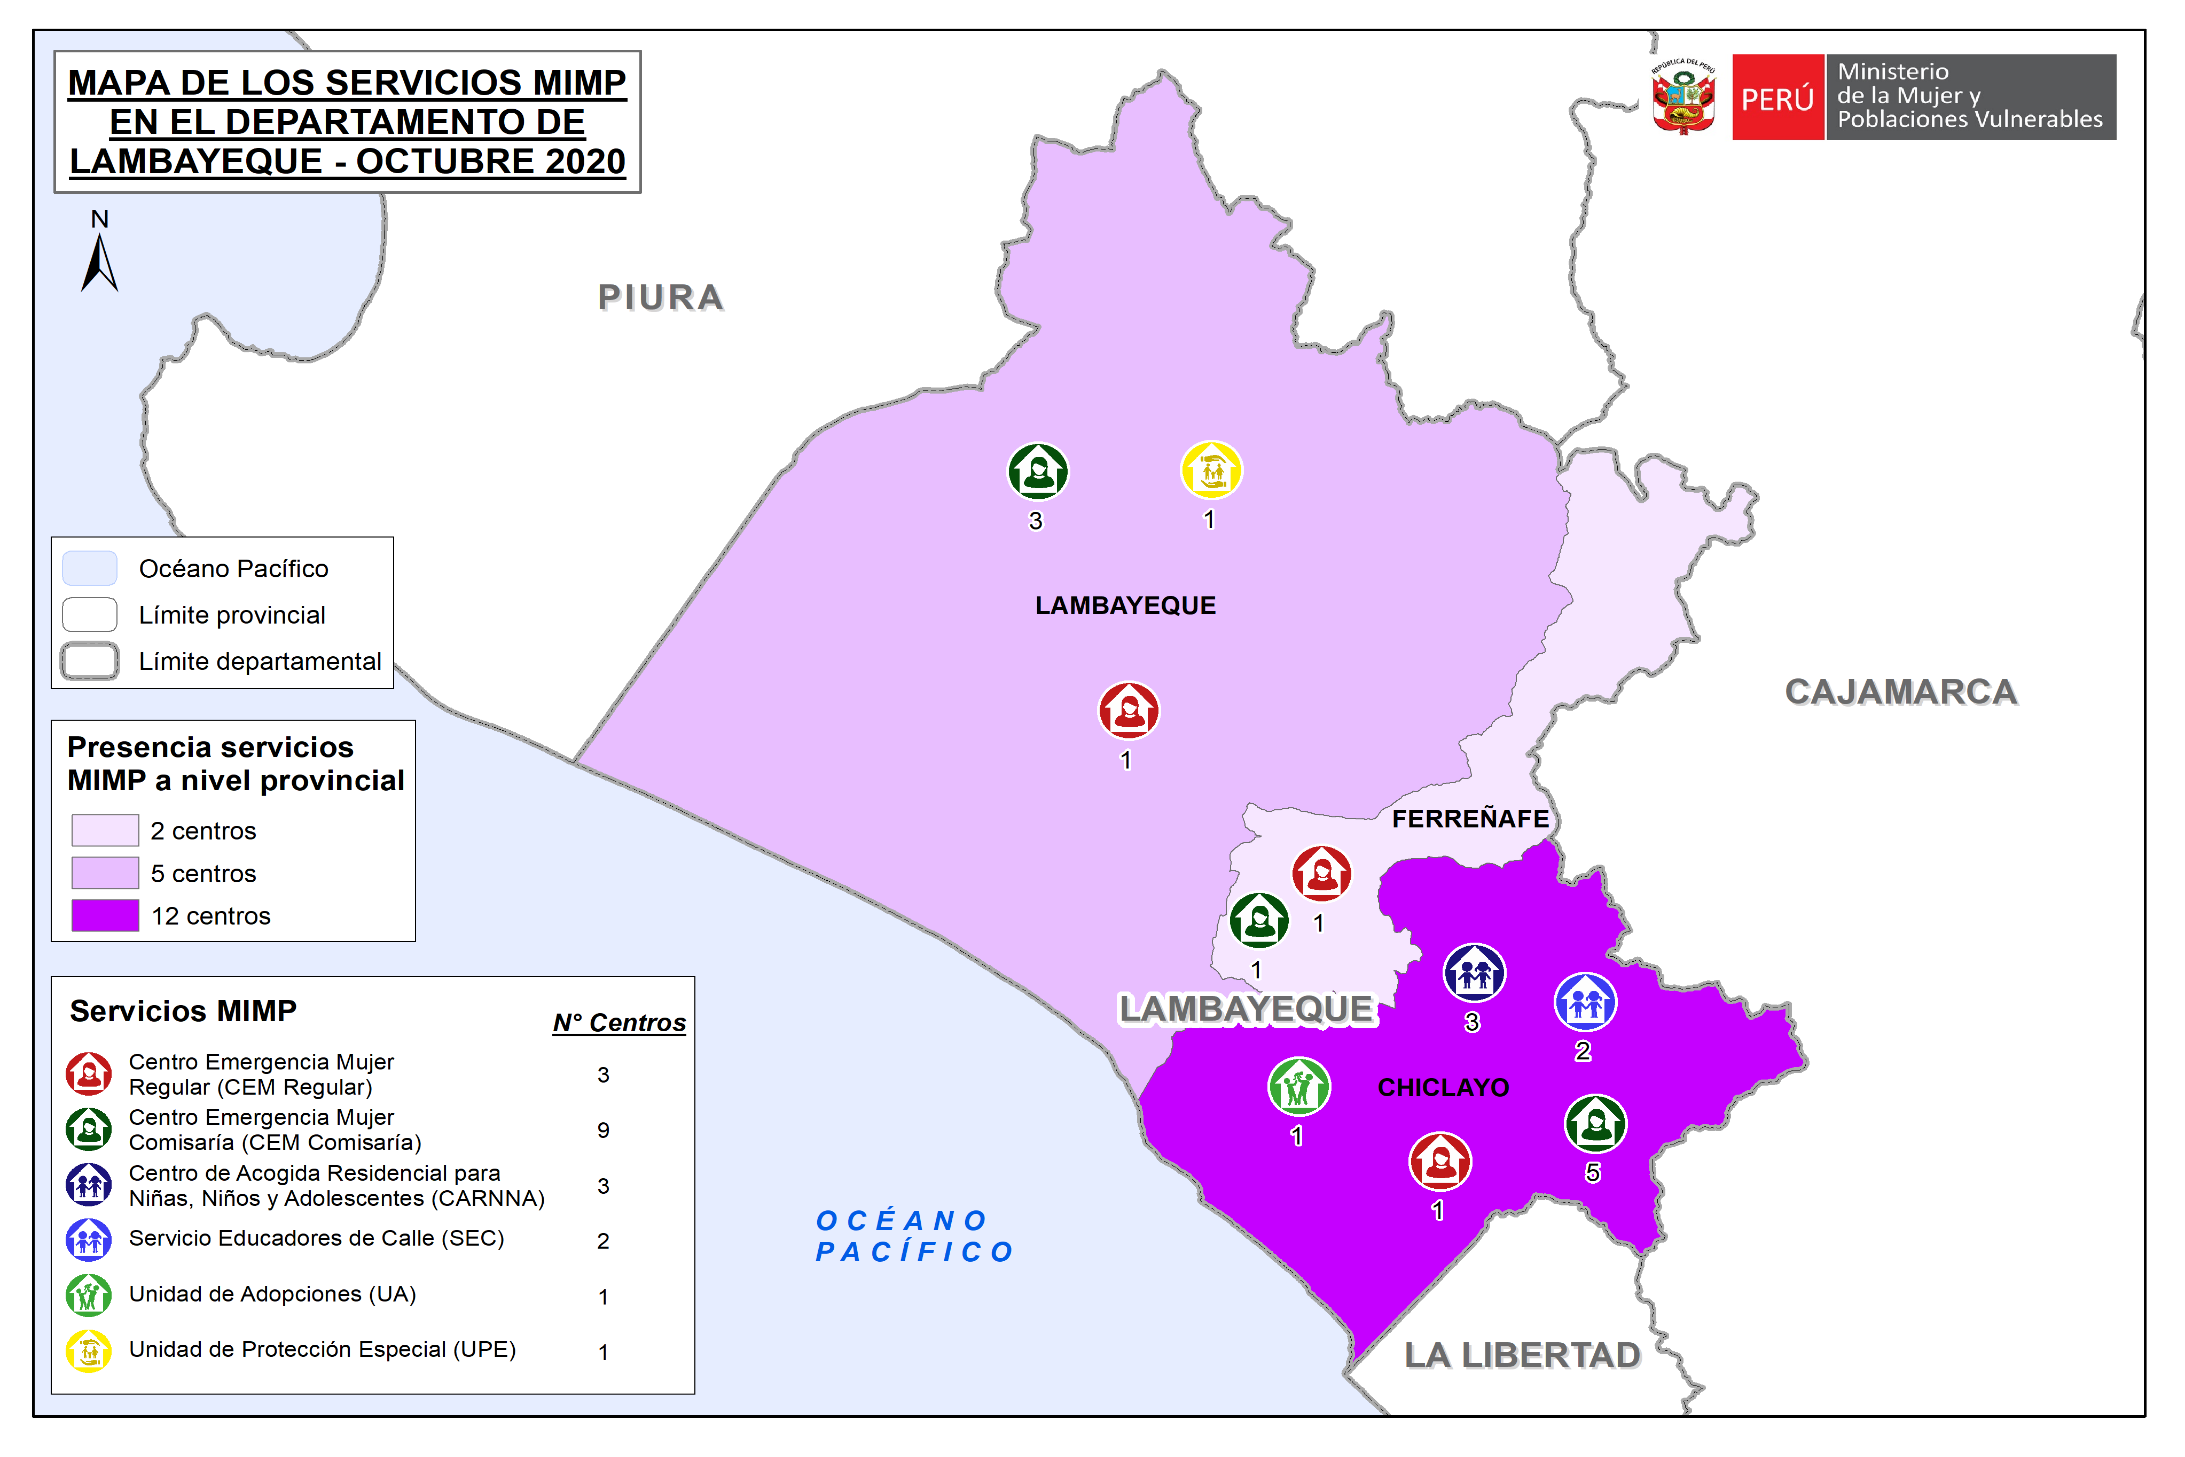 MAPA DE LOS SERVICIOS MIMP
EN EL DEPARTAMENTO DE
LAMBAYEQUE - OCTUBRE 2020
REPÚBLICA DEL PERÚ
PERÚ
Ministerio
de la Mujer y
Poblaciones Vulnerables
N
PIURA
3
1
LAMBAYEQUE
1
CAJAMARCA
FERREÑAFE
1
1
LAMBAYEQUE
3
2
CHICLAYO
1
5
1
OCÉANO
PACÍFICO
LA LIBERTAD
Océano Pacífico
Límite provincial
Límite departamental
Presencia servicios
MIMP a nivel provincial
2 centros
5 centros
12 centros
Servicios MIMP
N° Centros
Centro Emergencia Mujer
Regular (CEM Regular)
3
Centro Emergencia Mujer
Comisaría (CEM Comisaría)
9
Centro de Acogida Residencial para
Niñas, Niños y Adolescentes (CARNNA)
3
Servicio Educadores de Calle (SEC)
2
Unidad de Adopciones (UA)
1
Unidad de Protección Especial (UPE)
1